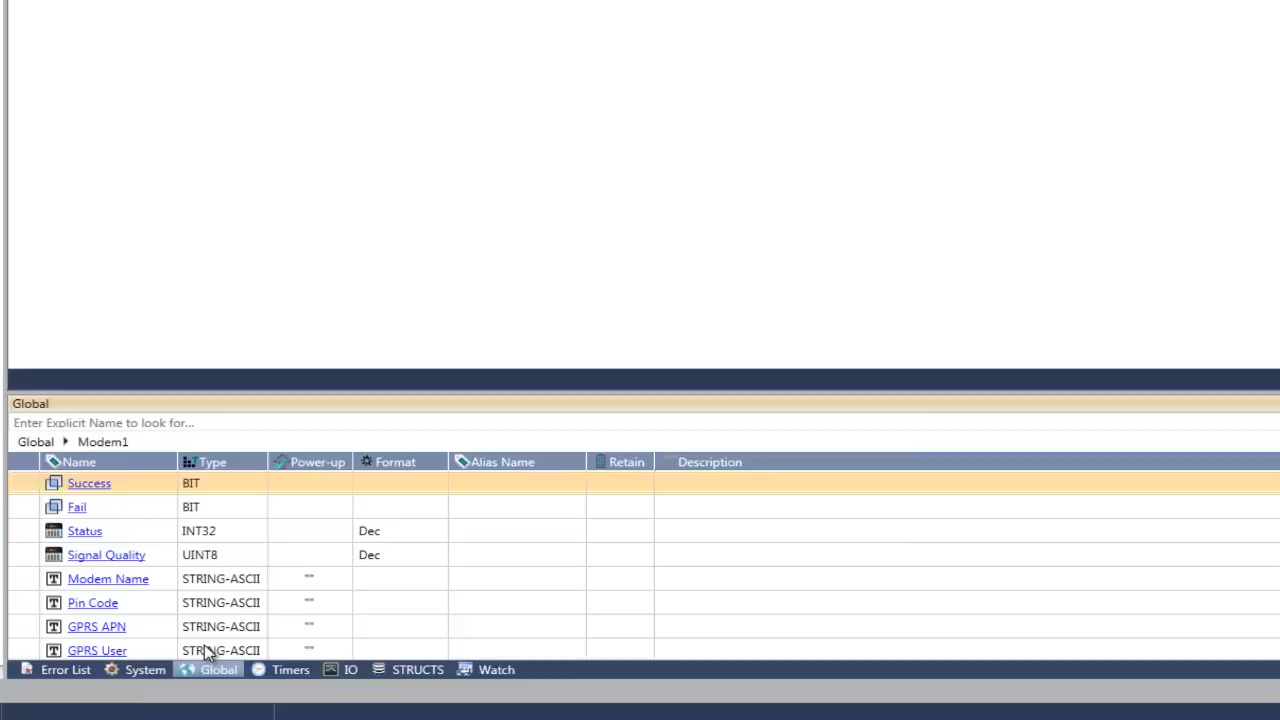 Global
Enter Explicit Name to look for...
Global Modem1
Name Type Power-up Format Alias Name Retain Description
Success BIT
Fail BIT
Status INT32 Dec
Signal Quality UINT8 Dec
Modem Name STRING-ASCII ""
Pin Code STRING-ASCII ""
GPRS APN STRING-ASCII ""
GPRS User STRING-ASCII ""
Error List System Global Timers IO STRUCTS Watch